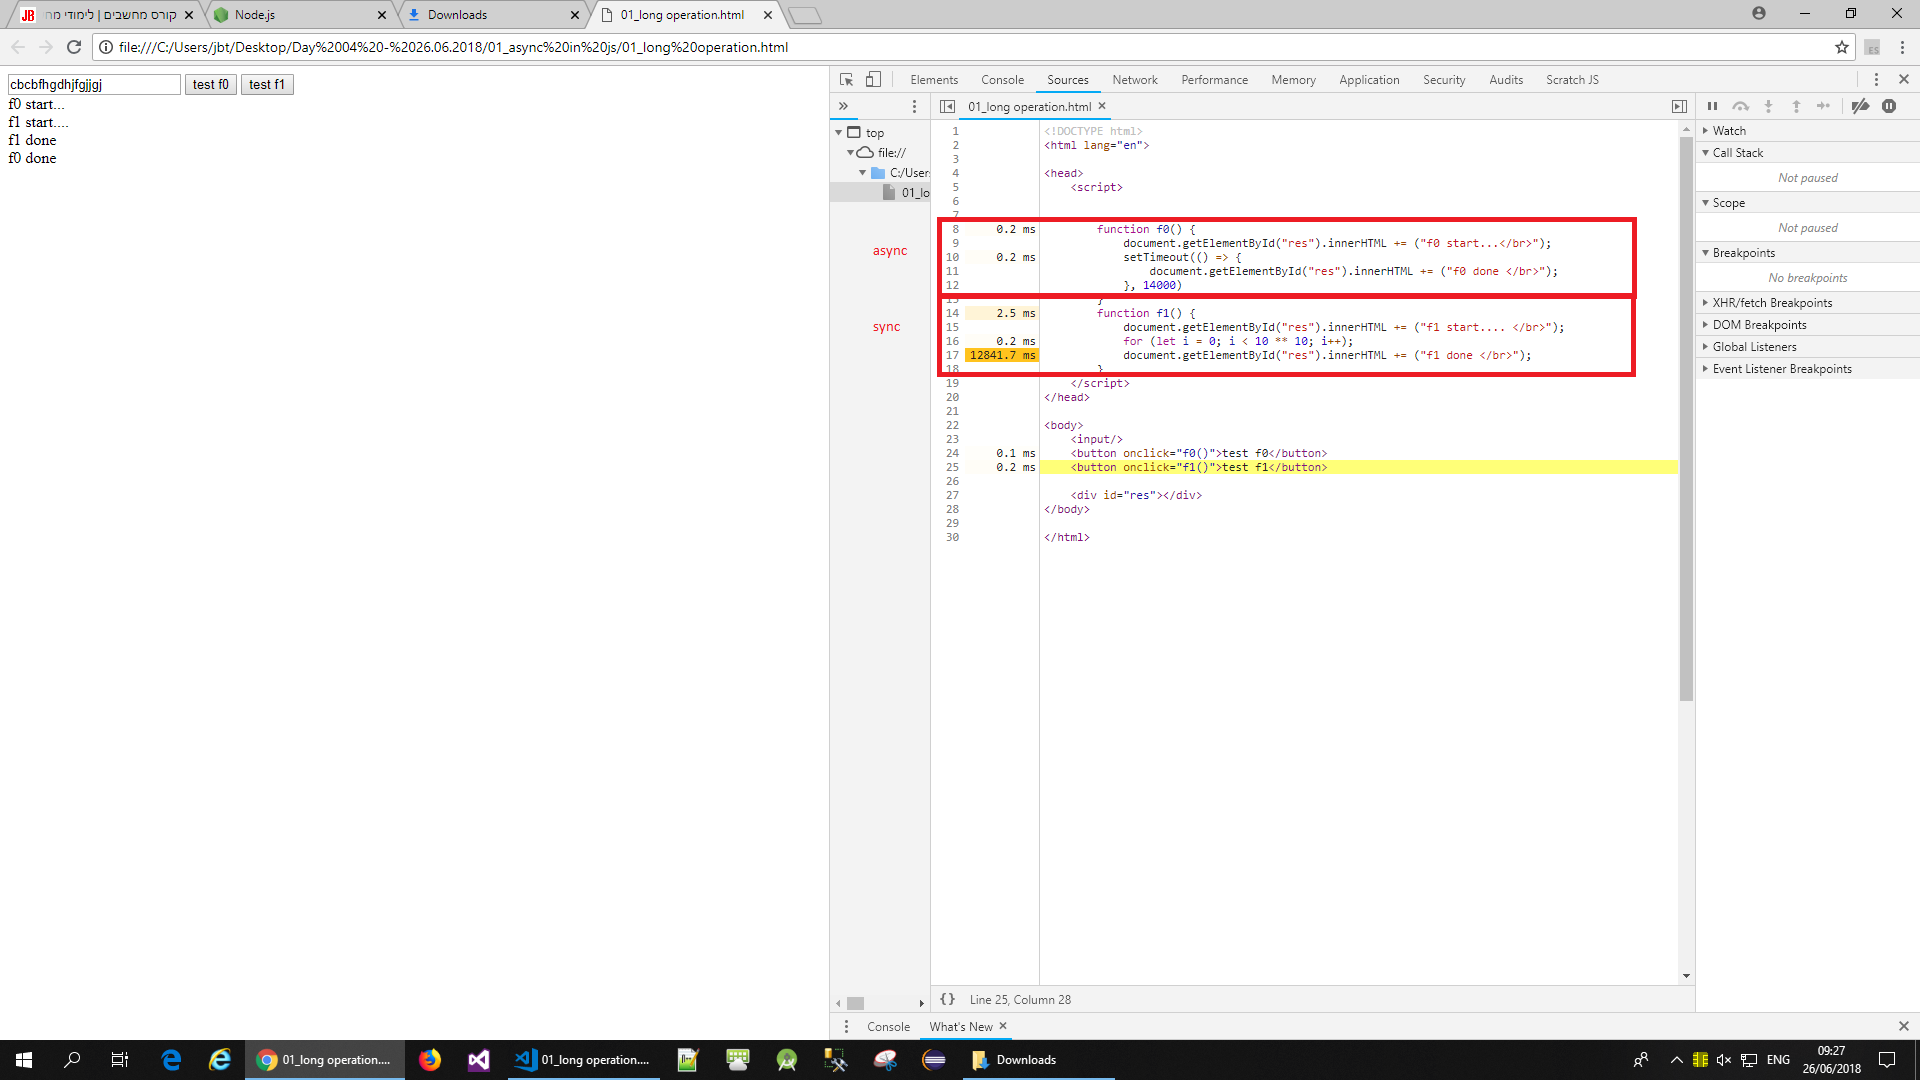 קורס מחשבים | לימודי מחי
Node.js
Downloads
01_long operation.html
file:///C:/Users/jbt/Desktop/Day%2004%20-%2026.06.2018/01_async%20in%20js/01_long%20operation.html
cbcbfhgdhjfgjjgj test f0 test f1
f0 start...
f1 start....
f1 done
f0 done
Elements Console Sources Network Performance Memory Application Security Audits Scratch JS
01_long operation.html
top
file://
C:/User
01_lo
async
sync
1 <!DOCTYPE html>
2 <html lang="en">
3
4 <head>
5 <script>
6
7
8 0.2 ms function f0() {
9 document.getElementById("res").innerHTML += ("f0 start...</br>");
10 0.2 ms setTimeout(() => {
11 document.getElementById("res").innerHTML += ("f0 done </br>");
12 }, 14000)
13 }
14 2.5 ms function f1() {
15 document.getElementById("res").innerHTML += ("f1 start.... </br>");
16 0.2 ms for (let i = 0; i < 10 ** 10; i++);
17 12841.7 ms document.getElementById("res").innerHTML += ("f1 done </br>");
18 }
19 </script>
20 </head>
21
22 <body>
23 <input/>
24 0.1 ms <button onclick="f0()">test f0</button>
25 0.2 ms <button onclick="f1()">test f1</button>
26
27 <div id="res"></div>
28 </body>
29
30 </html>
{} Line 25, Column 28
Watch
Call Stack
Not paused
Scope
Not paused
Breakpoints
No breakpoints
XHR/fetch Breakpoints
DOM Breakpoints
Global Listeners
Event Listener Breakpoints
Console What's New
01_long operation....
01_long operation....
Downloads
ENG
09:27
26/06/2018